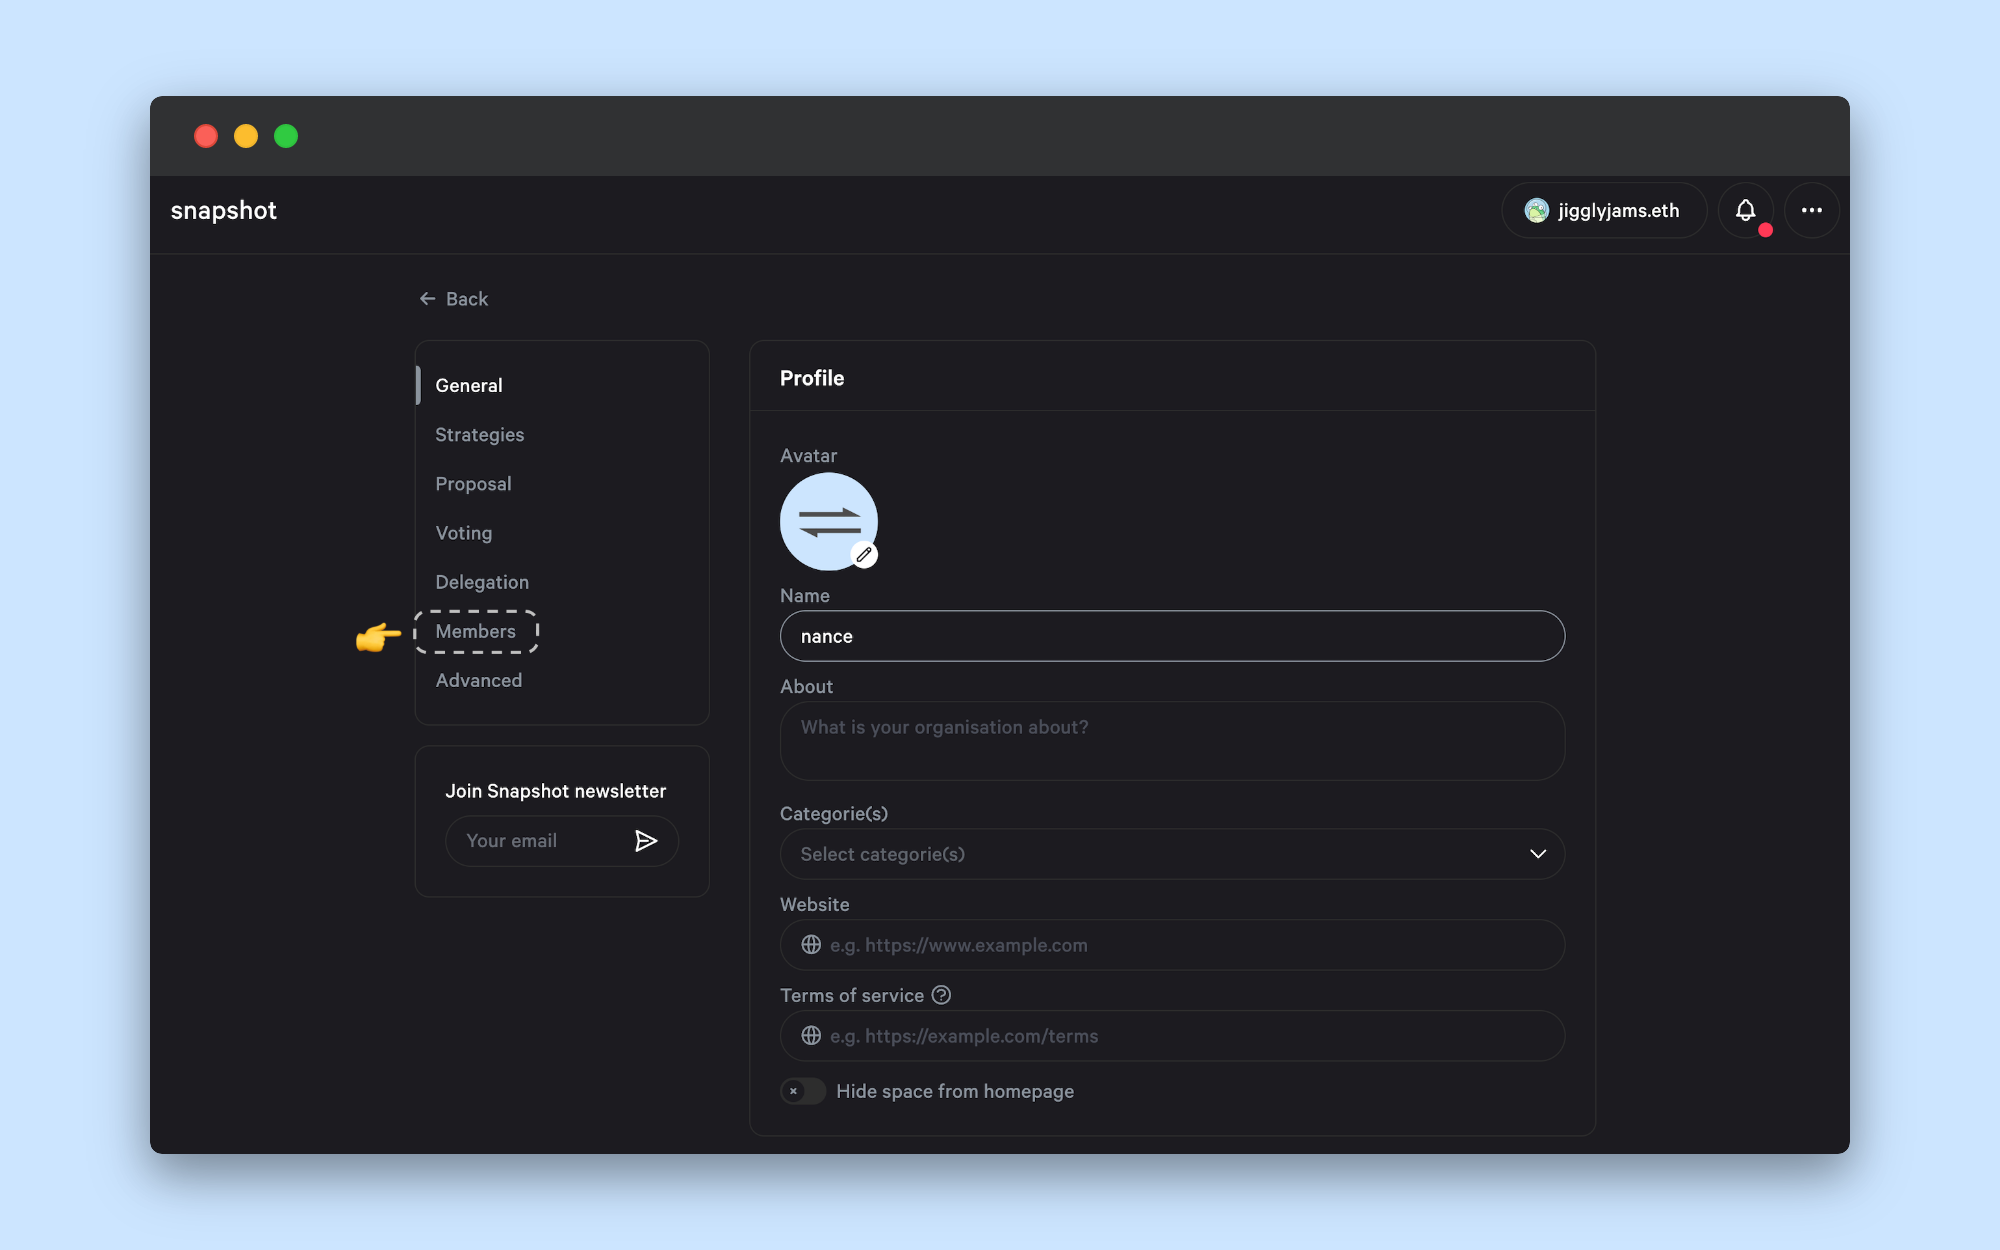 snapshot
jigglyjams.eth
Back
General
Strategies
Proposal
Voting
Delegation
Members
Advanced
Join Snapshot newsletter
Your email
Profile
Avatar
Name
nance
About
What is your organisation about?
Categorie(s)
Select categorie(s)
Website
e.g. https://www.example.com
Terms of service
e.g. https://example.com/terms
Hide space from homepage